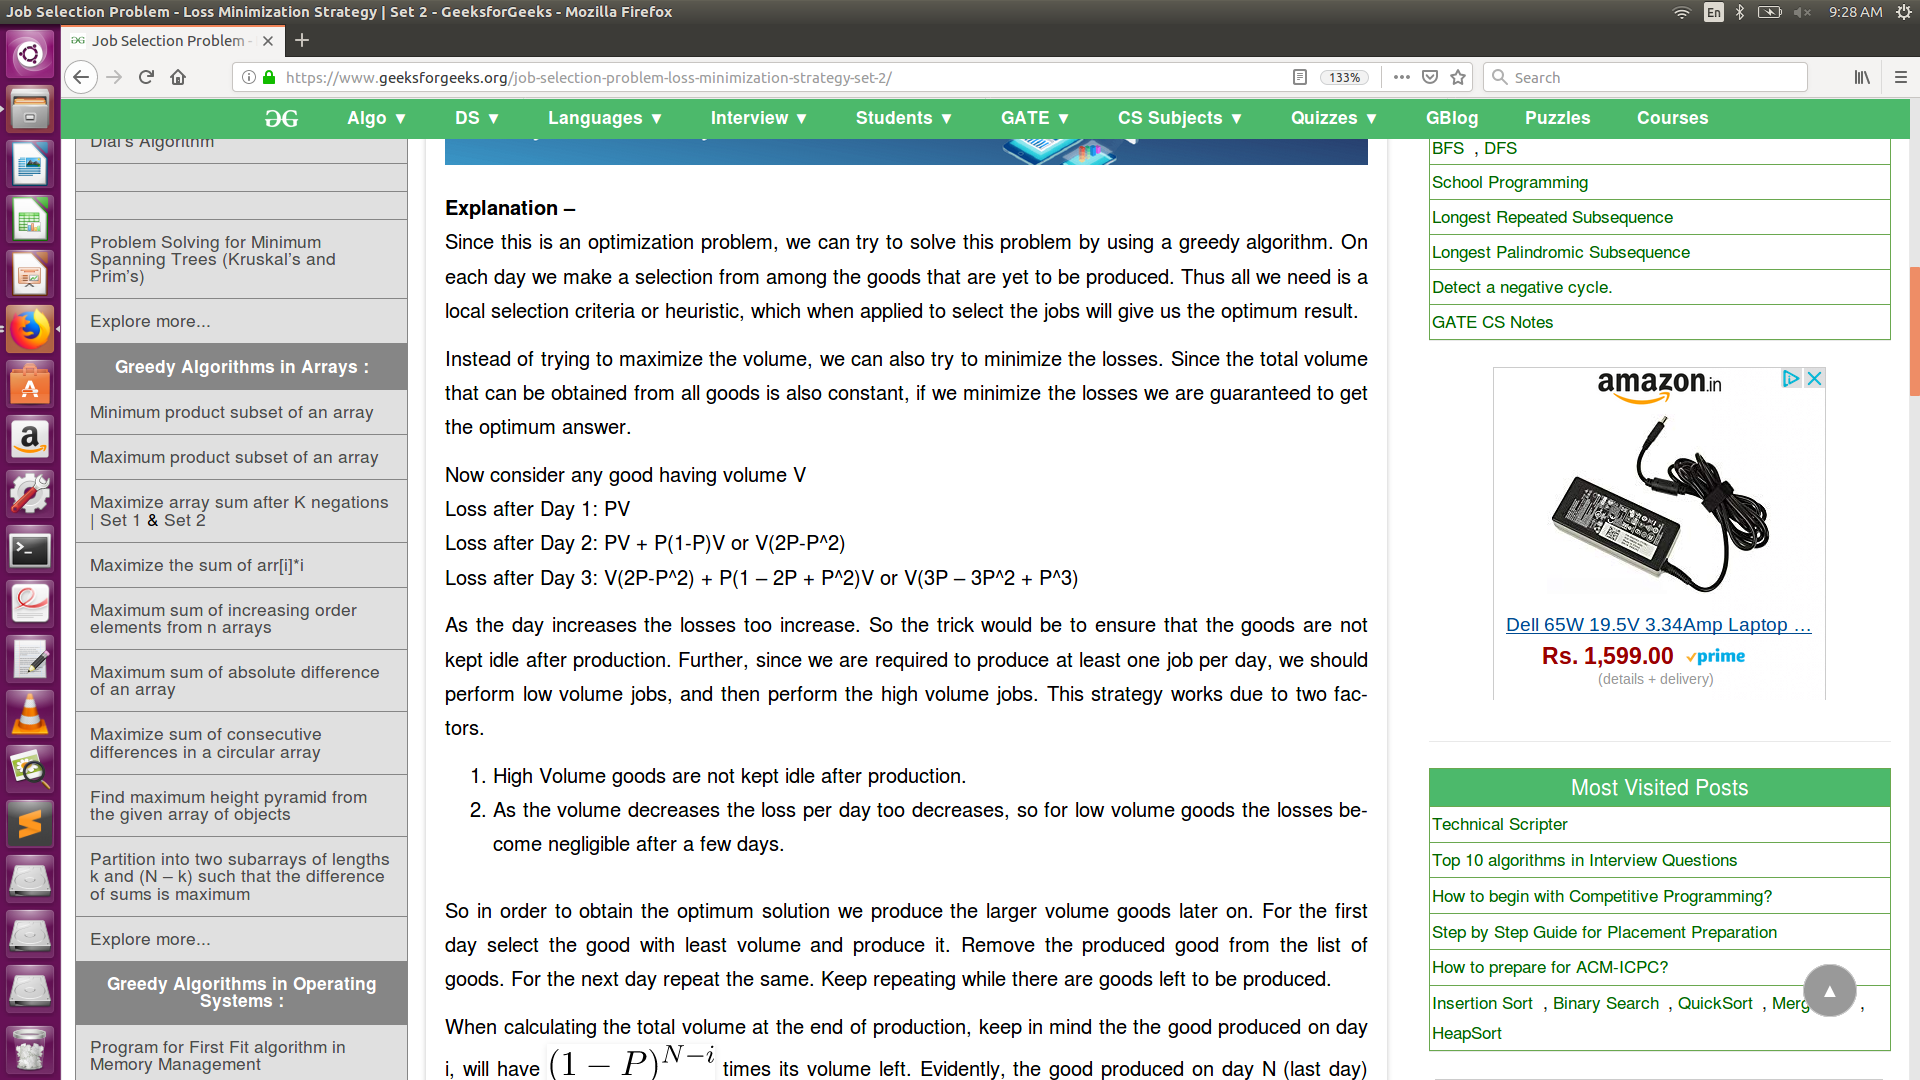 Job Selection Problem - Loss Minimization Strategy | Set 2 - GeeksforGeeks - Mozilla Firefox
En
9:28 AM
Job Selection Problem -
https://www.geeksforgeeks.org/job-selection-problem-loss-minimization-strategy-set-2/
133%
Search
Algo ▼
DS ▼
Languages ▼
Interview ▼
Students ▼
GATE ▼
CS Subjects ▼
Quizzes ▼
GBlog
Puzzles
Courses
Dial's Algorithm
Problem Solving for Minimum
Spanning Trees (Kruskal's and
Prim's)
Explore more...
Greedy Algorithms in Arrays :
Minimum product subset of an array
Maximum product subset of an array
Maximize array sum after K negations
| Set 1 & Set 2
Maximize the sum of arr[i]*i
Maximum sum of increasing order
elements from n arrays
Maximum sum of absolute difference
of an array
Maximize sum of consecutive
differences in a circular array
Find maximum height pyramid from
the given array of objects
Partition into two subarrays of lengths
k and (N – k) such that the difference
of sums is maximum
Explore more...
Greedy Algorithms in Operating
Systems :
Program for First Fit algorithm in
Memory Management
Explanation –
Since this is an optimization problem, we can try to solve this problem by using a greedy algorithm. On
each day we make a selection from among the goods that are yet to be produced. Thus all we need is a
local selection criteria or heuristic, which when applied to select the jobs will give us the optimum result.
Instead of trying to maximize the volume, we can also try to minimize the losses. Since the total volume
that can be obtained from all goods is also constant, if we minimize the losses we are guaranteed to get
the optimum answer.
Now consider any good having volume V
Loss after Day 1: PV
Loss after Day 2: PV + P(1-P)V or V(2P-P^2)
Loss after Day 3: V(2P-P^2) + P(1 – 2P + P^2)V or V(3P – 3P^2 + P^3)
As the day increases the losses too increase. So the trick would be to ensure that the goods are not
kept idle after production. Further, since we are required to produce at least one job per day, we should
perform low volume jobs, and then perform the high volume jobs. This strategy works due to two fac-
tors.
1. High Volume goods are not kept idle after production.
2. As the volume decreases the loss per day too decreases, so for low volume goods the losses be-
come negligible after a few days.
So in order to obtain the optimum solution we produce the larger volume goods later on. For the first
day select the good with least volume and produce it. Remove the produced good from the list of
goods. For the next day repeat the same. Keep repeating while there are goods left to be produced.
When calculating the total volume at the end of production, keep in mind the the good produced on day
i, will have (1 − P)^{N−i} times its volume left. Evidently, the good produced on day N (last day)
BFS , DFS
School Programming
Longest Repeated Subsequence
Longest Palindromic Subsequence
Detect a negative cycle.
GATE CS Notes
amazon.in
Dell 65W 19.5V 3.34Amp Laptop ...
Rs. 1,599.00 prime
(details + delivery)
Most Visited Posts
Technical Scripter
Top 10 algorithms in Interview Questions
How to begin with Competitive Programming?
Step by Step Guide for Placement Preparation
How to prepare for ACM-ICPC?
Insertion Sort , Binary Search , QuickSort , Merg ,
HeapSort